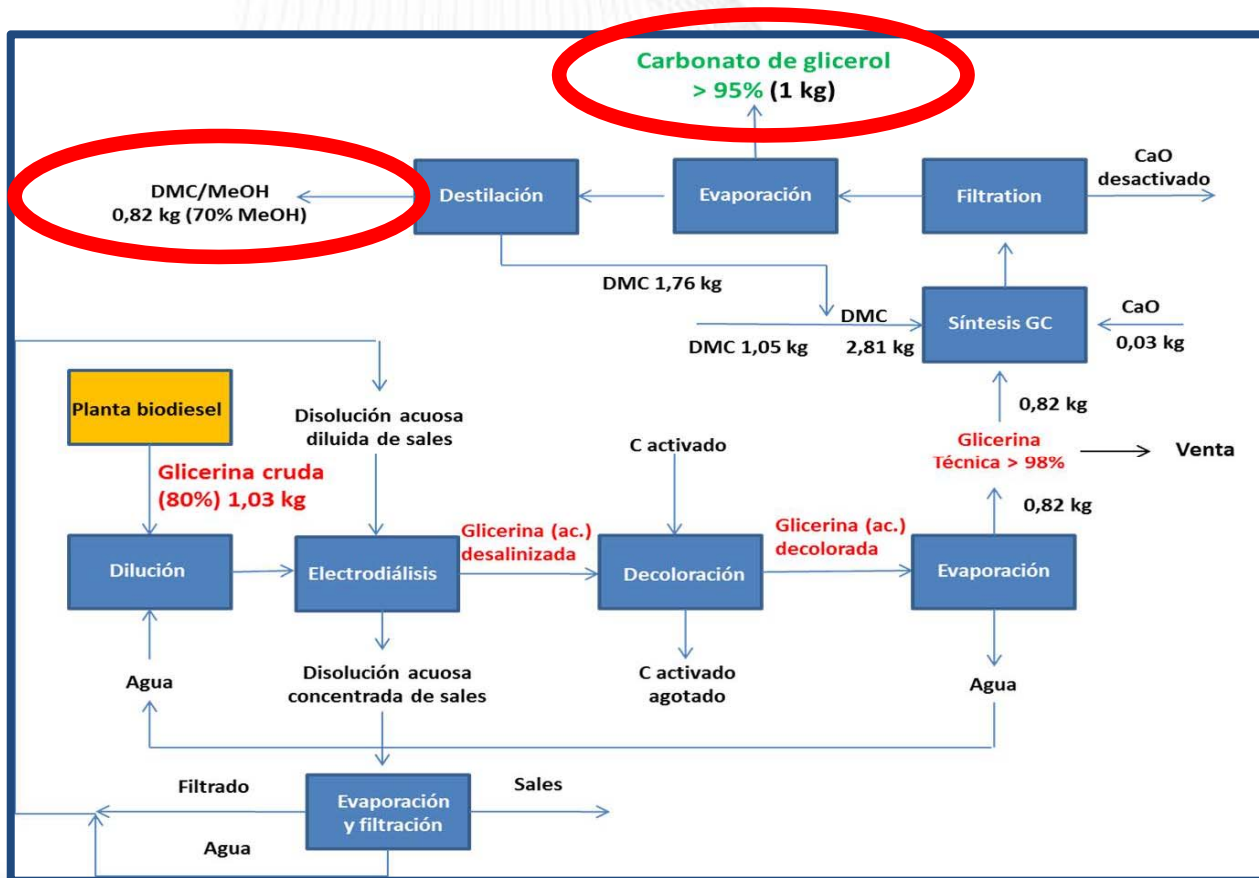 Carbonato de glicerol
> 95% (1 kg)
DMC/MeOH
0,82 kg (70% MeOH)
Destilación
Evaporación
Filtration
CaO
desactivado
DMC 1,76 kg
DMC
DMC 1,05 kg
2,81 kg
Síntesis GC
CaO
0,03 kg
Planta biodiesel
Disolución acuosa
diluida de sales
C activado
0,82 kg
Glicerina
Técnica > 98%
Venta
0,82 kg
Glicerina cruda
(80%) 1,03 kg
Dilución
Electrodiálisis
Glicerina (ac.)
desalinizada
Decoloración
Glicerina (ac.)
decolorada
Evaporación
Agua
Disolución acuosa
concentrada de sales
C activado
agotado
Agua
Filtrado
Evaporación
y filtración
Sales
Agua